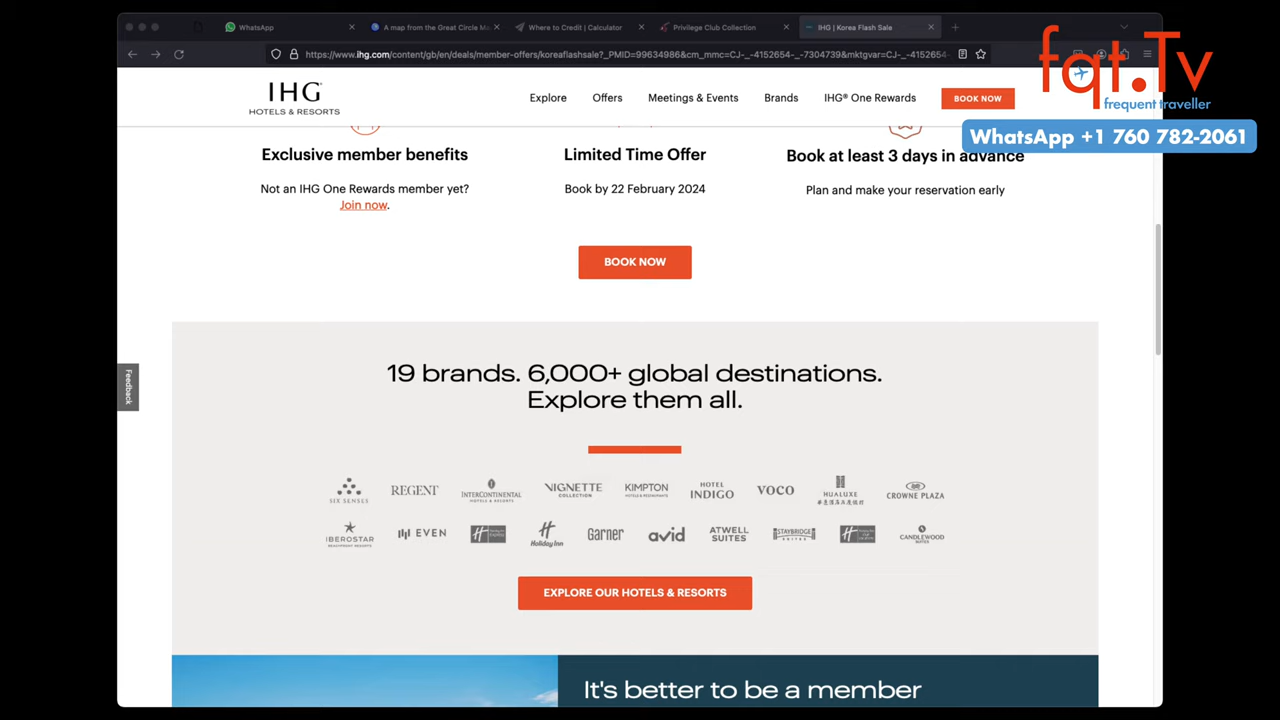 WhatsApp
A map from the Great Circle Ma
Where to Credit | Calculator
Privilege Club Collection
IHG | Korea Flash Sale
https://www.ihg.com/content/gb/en/deals/member-offers/koreaflashsale?_PMID=99634986&cm_mmc=CJ-_-4152654-_-7304739&mktgvar=CJ-_-4152654-
fqt.Tv
frequent traveller
WhatsApp +1 760 782-2061
IHG
HOTELS & RESORTS
Explore
Offers
Meetings & Events
Brands
IHG® One Rewards
BOOK NOW
Exclusive member benefits
Not an IHG One Rewards member yet?
Join now.
Limited Time Offer
Book by 22 February 2024
Book at least 3 days in advance
Plan and make your reservation early
BOOK NOW
Feedback
19 brands. 6,000+ global destinations.
Explore them all.
SIX SENSES
REGENT
INTERCONTINENTAL
HOTELS & RESORTS
VIGNETTE
COLLECTION
KIMPTON
HOTELS & RESTAURANTS
HOTEL
INDIGO
VOCO
HUALUXE
CROWNE PLAZA
IBEROSTAR
BEACHFRONT RESORTS
EVEN
Holiday Inn
Garner
avid
ATWELL
SUITES
STAYBRIDGE
SUITES
CANDLEWOOD
SUITES
EXPLORE OUR HOTELS & RESORTS
It's better to be a member